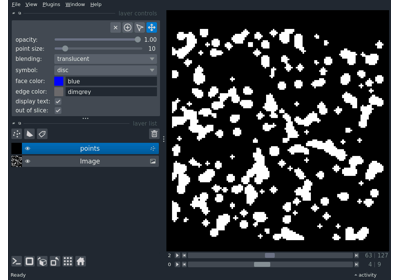 File View Plugins Window Help
layer controls
opacity: 1.00
point size: 10
blending: translucent
symbol: disc
face color: blue
edge color: dimgrey
display text:
out of slice:
layer list
points
Image
2 63 127
0 4 9
Ready activity